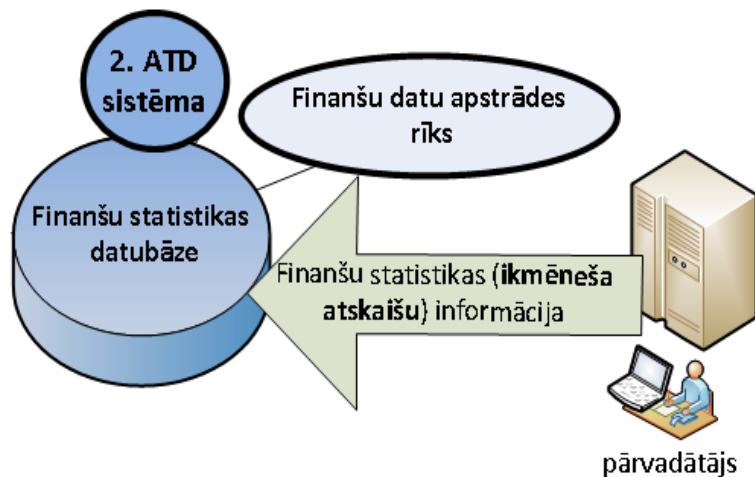 2. ATD
sistēma
Finanšu datu apstrādes
rīks
Finanšu statistikas
datubāze
Finanšu statistikas (ikmēneša
atskaišu) informācija
pārvadātājs